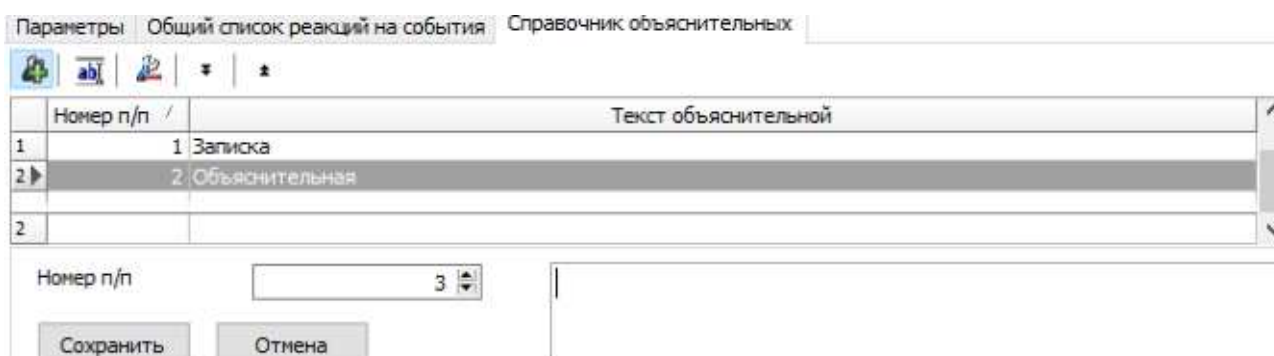 Параметры Общий список реакций на события Справочник объяснительных
abI
Номер п/п / Текст объяснительной
1 1 Записка
2 2 Объяснительная
2
Номер п/п 3
Сохранить Отмена